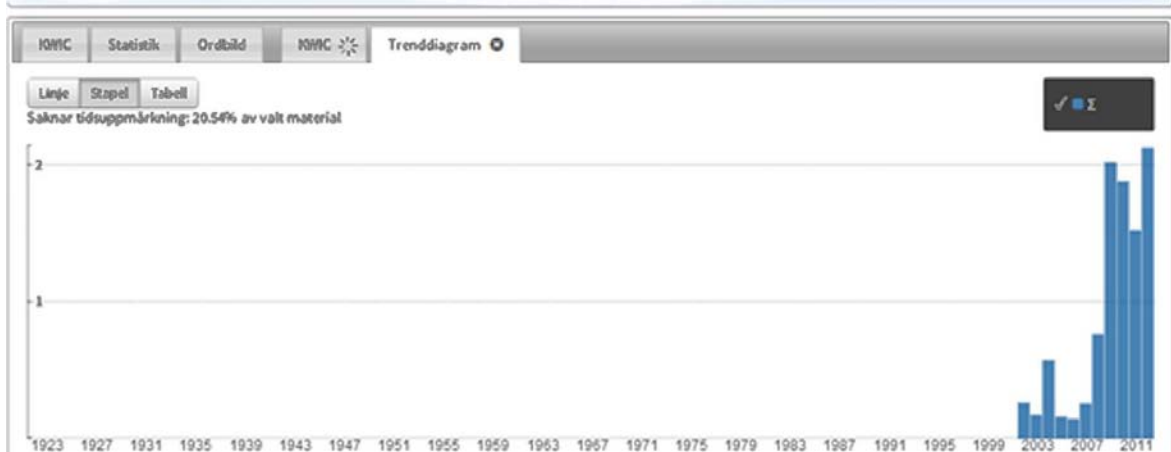 KWIC Statistik Ordbild KWIC Trenddiagram
Linje Stapel Tabell
Saknar tidsuppmärkning: 20.54% av valt material
Σ
2
1
1923 1927 1931 1935 1939 1943 1947 1951 1955 1959 1963 1967 1971 1975 1979 1983 1987 1991 1995 1999 2003 2007 2011